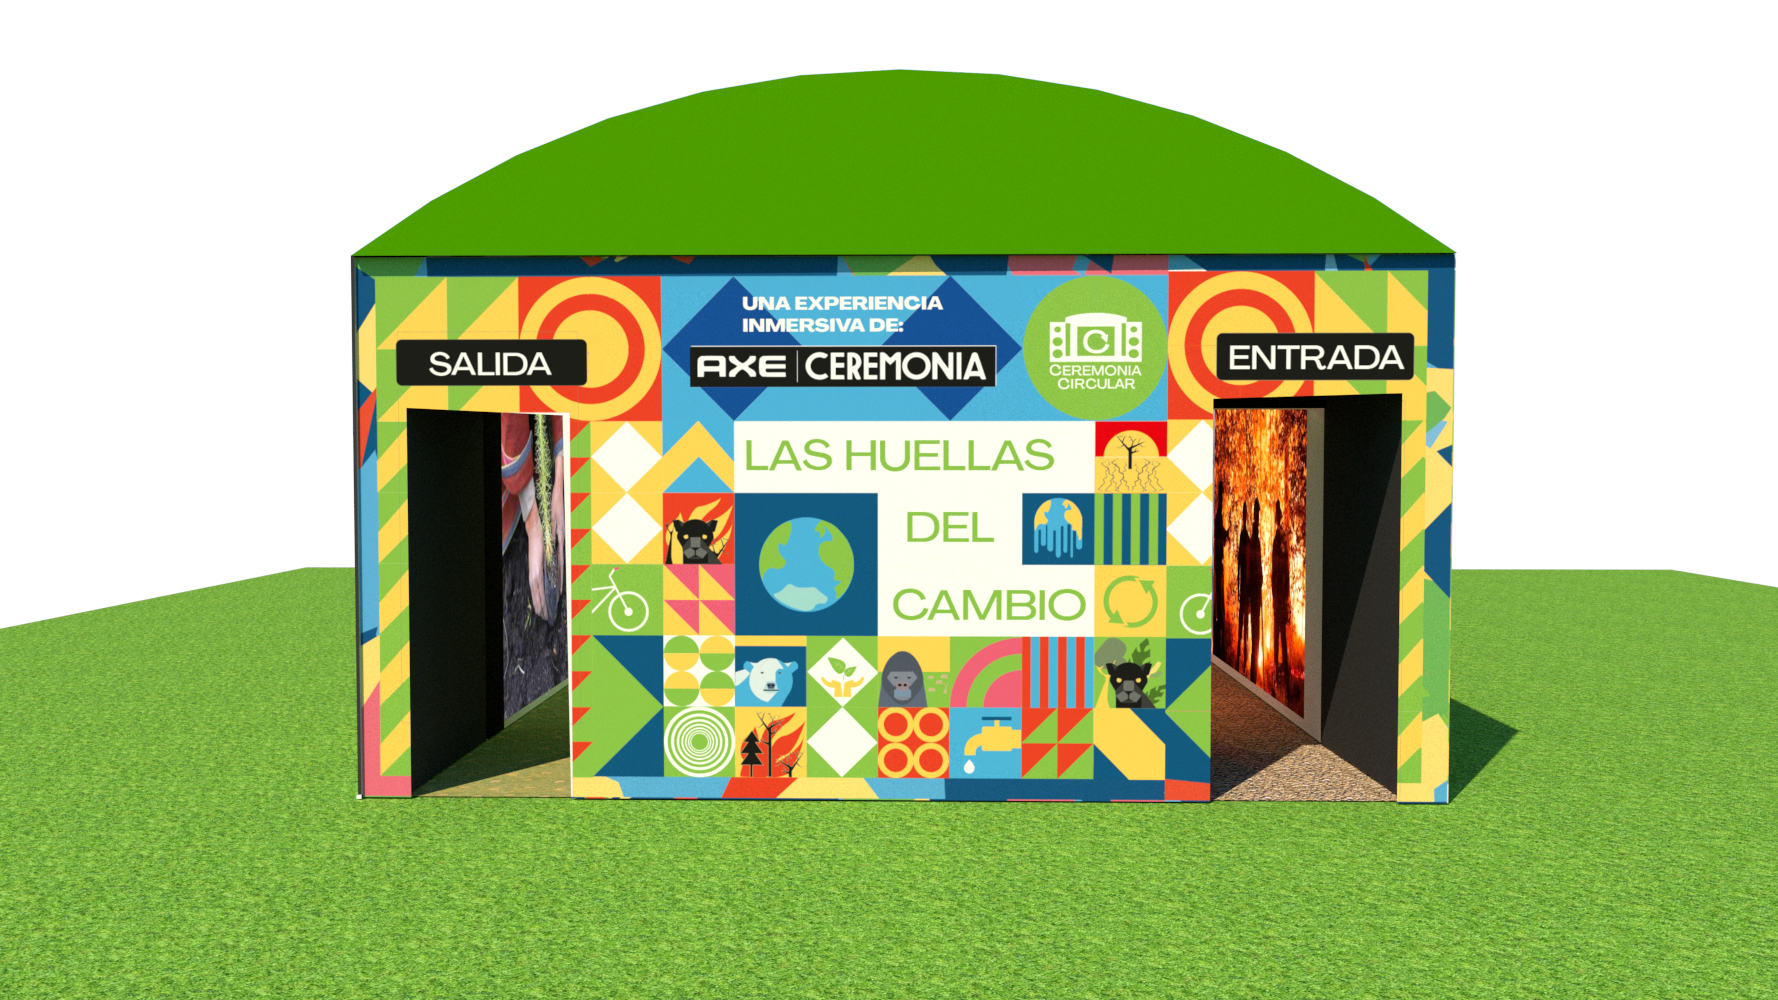 UNA EXPERIENCIA
INMERSIVA DE:
AXE | CEREMONIA
CEREMONIA
CIRCULAR
SALIDA
ENTRADA
LAS HUELLAS
DEL
CAMBIO